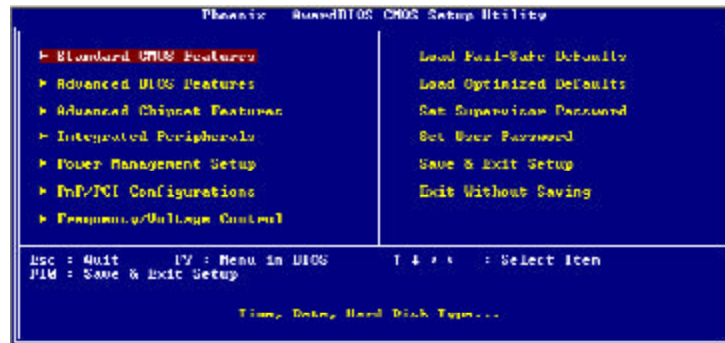 Phoenix - AwardBIOS CMOS Setup Utility
▶ Standard CMOS Features
▶ Advanced BIOS Features
▶ Advanced Chipset Features
▶ Integrated Peripherals
▶ Power Management Setup
▶ PnP/PCI Configurations
▶ Frequency/Voltage Control
Load Fail-Safe Defaults
Load Optimized Defaults
Set Supervisor Password
Set User Password
Save & Exit Setup
Exit Without Saving
Esc : Quit F9 : Menu in BIOS ↑ ↓ → ← : Select Item
F10 : Save & Exit Setup
Time, Date, Hard Disk Type...